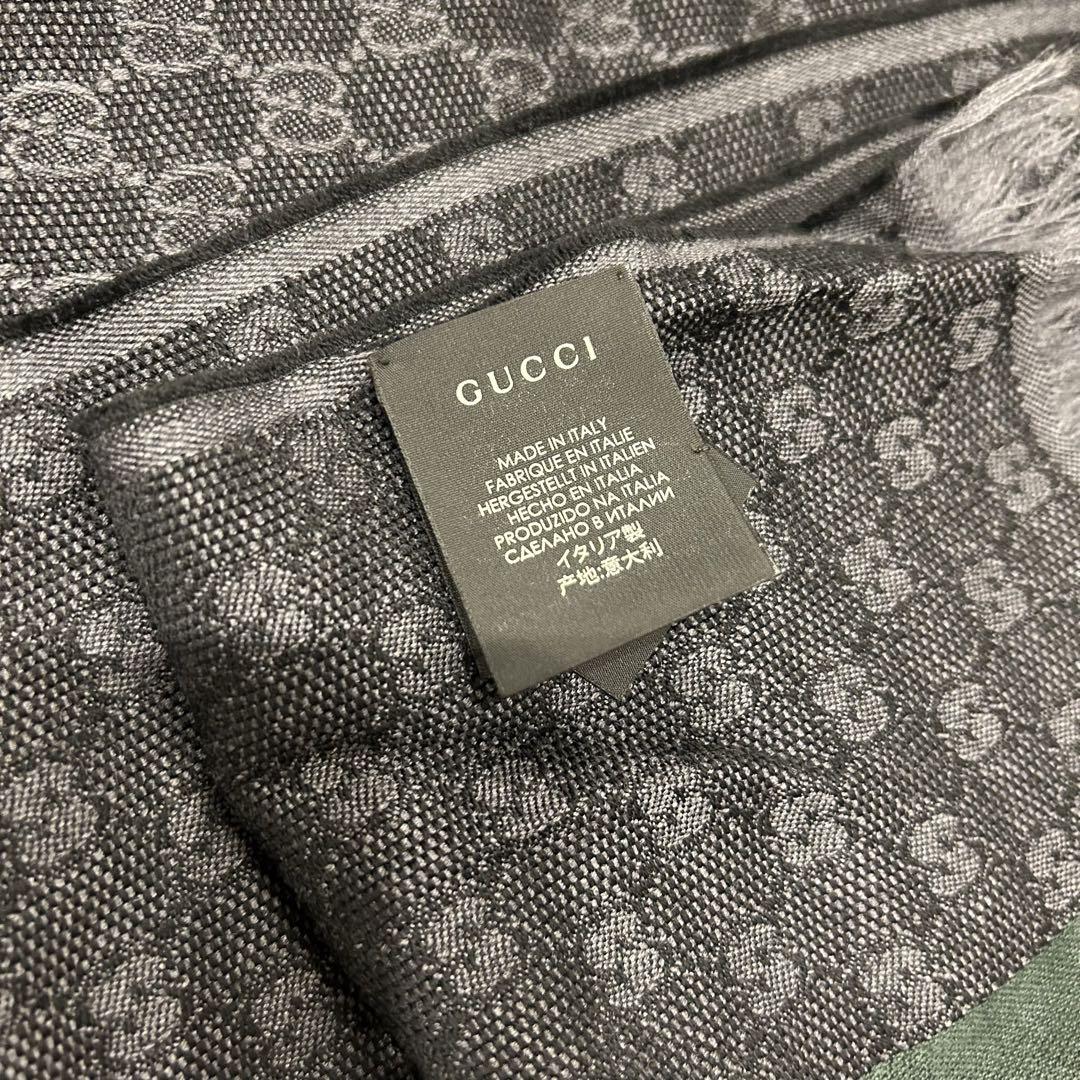 GUCCI
MADE IN ITALY
FABRIQUE EN ITALIE
HERGESTELLT IN ITALIEN
HECHO EN ITALIA
PRODUZIDO NA ITALIA
СДЕЛАНО В ИТАЛИИ
イタリア製
产地:意大利